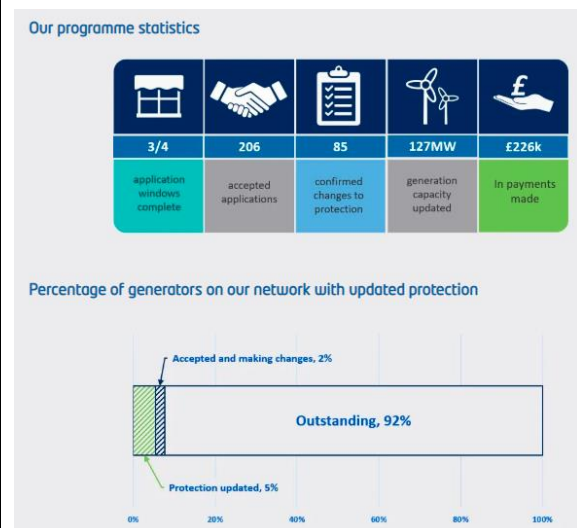 Our programme statistics
£
3/4
206
85
127MW
£226k
application
windows
complete
accepted
applications
confirmed
changes to
protection
generation
capacity
updated
In payments
made
Percentage of generators on our network with updated protection
Accepted and making changes, 2%
Outstanding, 92%
Protection updated, 5%
0%
20%
40%
60%
80%
100%